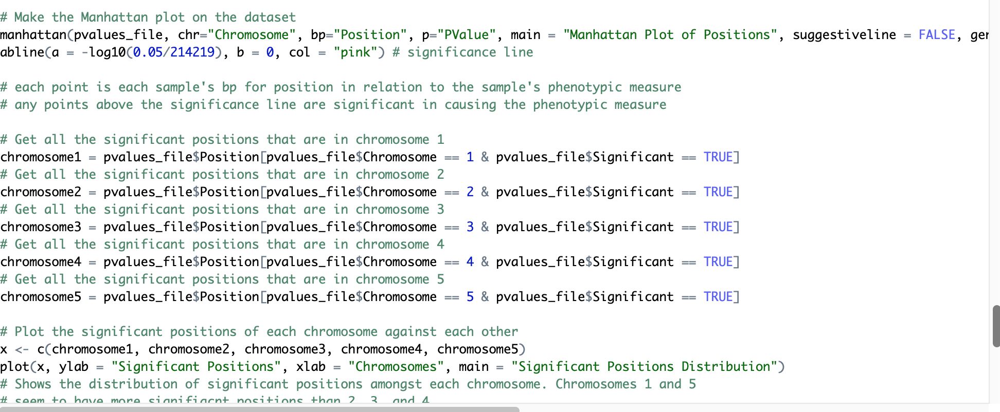 # Make the Manhattan plot on the dataset
manhattan(pvalues_file, chr="Chromosome", bp="Position", p="PValue", main = "Manhattan Plot of Positions", suggestiveline = FALSE, ger
abline(a = -log10(0.05/214219), b = 0, col = "pink") # significance line
# each point is each sample's bp for position in relation to the sample's phenotypic measure
# any points above the significance line are significant in causing the phenotypic measure
# Get all the significant positions that are in chromosome 1
chromosome1 = pvalues_file$Position[pvalues_file$Chromosome == 1 & pvalues_file$Significant == TRUE]
# Get all the significant positions that are in chromosome 2
chromosome2 = pvalues_file$Position[pvalues_file$Chromosome == 2 & pvalues_file$Significant == TRUE]
# Get all the significant positions that are in chromosome 3
chromosome3 = pvalues_file$Position[pvalues_file$Chromosome == 3 & pvalues_file$Significant == TRUE]
# Get all the significant positions that are in chromosome 4
chromosome4 = pvalues_file$Position[pvalues_file$Chromosome == 4 & pvalues_file$Significant == TRUE]
# Get all the significant positions that are in chromosome 5
chromosome5 = pvalues_file$Position[pvalues_file$Chromosome == 5 & pvalues_file$Significant == TRUE]
# Plot the significant positions of each chromosome against each other
x <- c(chromosome1, chromosome2, chromosome3, chromosome4, chromosome5)
plot(x, ylab = "Significant Positions", xlab = "Chromosomes", main = "Significant Positions Distribution")
# Shows the distribution of significant positions amongst each chromosome. Chromosomes 1 and 5
# seem to have more signifiacnt positions than 2, 3, and 4